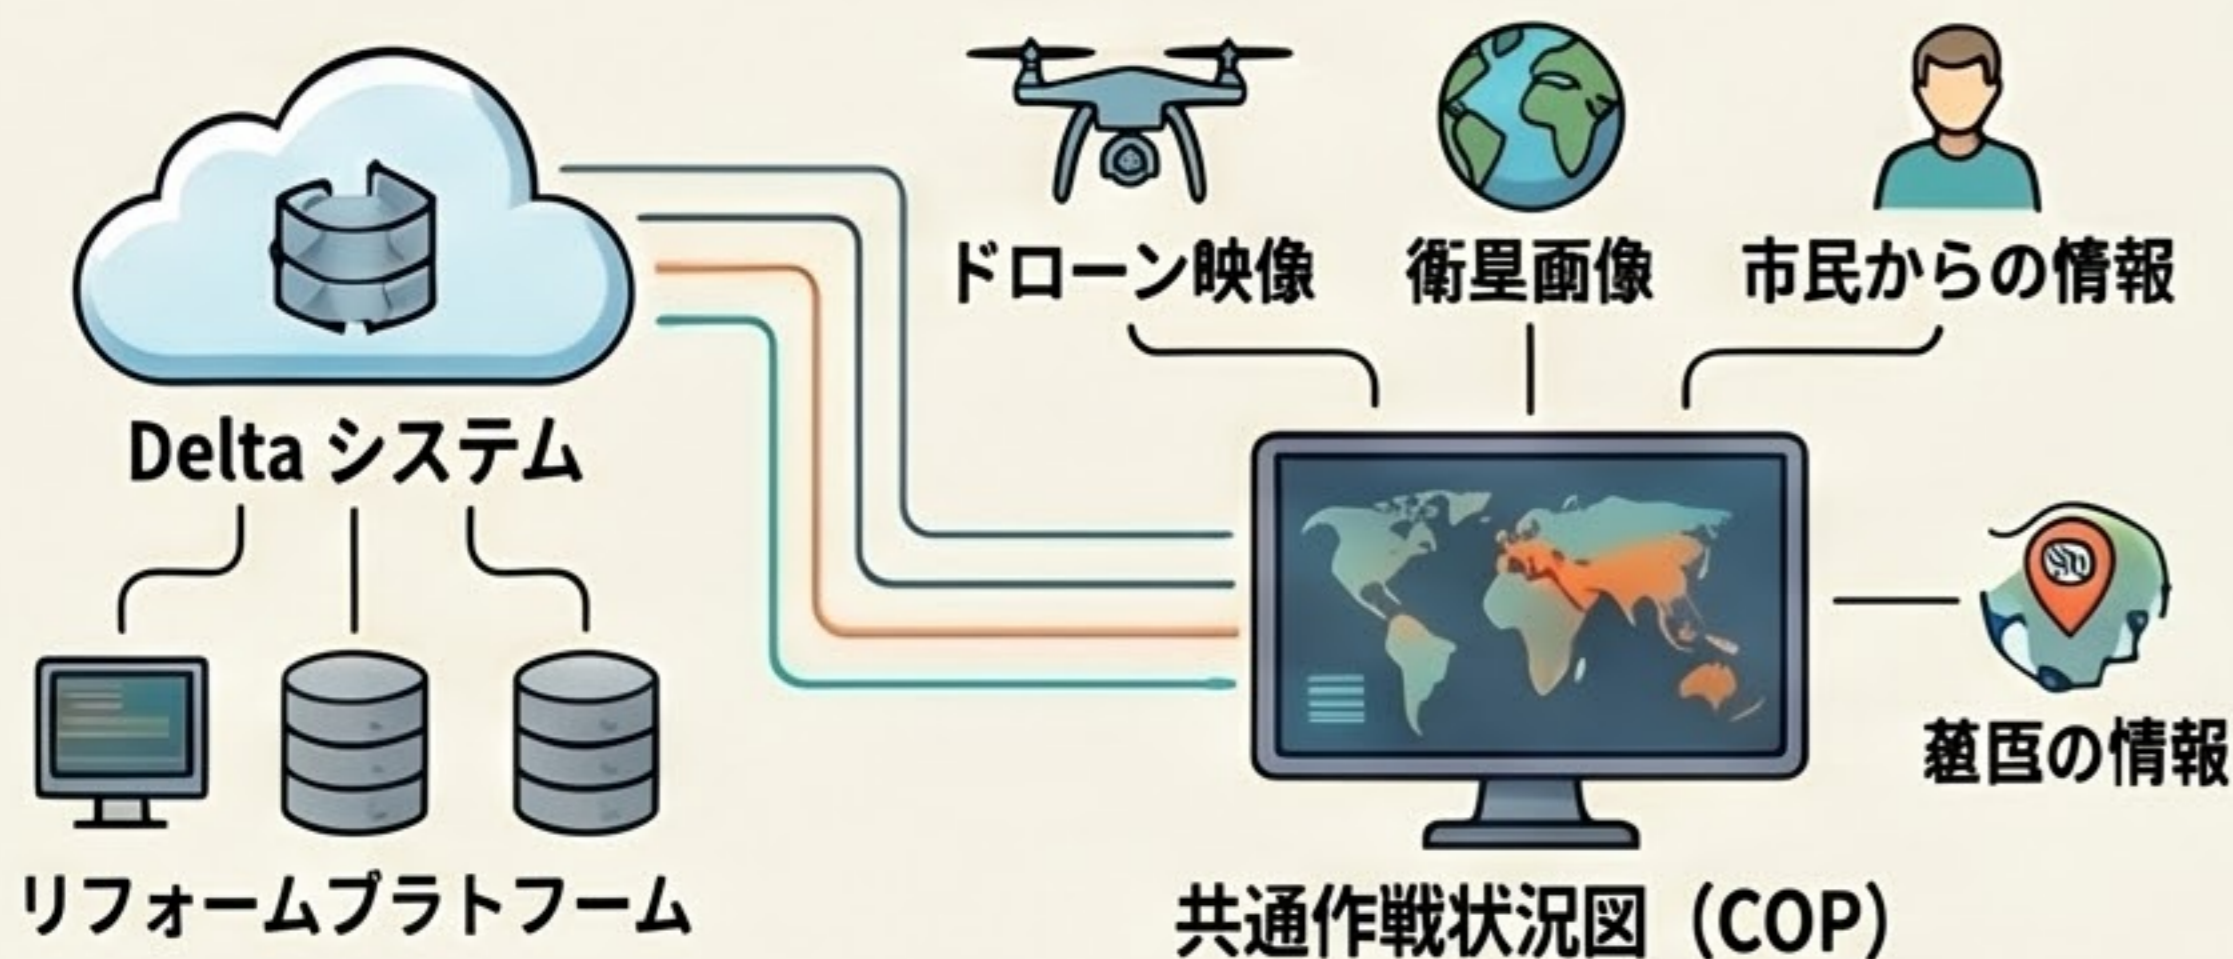 ドローン映像
衛星画像
市民からの情報
Delta システム
の情報
リフォームプラトフーム
共通作戦状況図（COP）